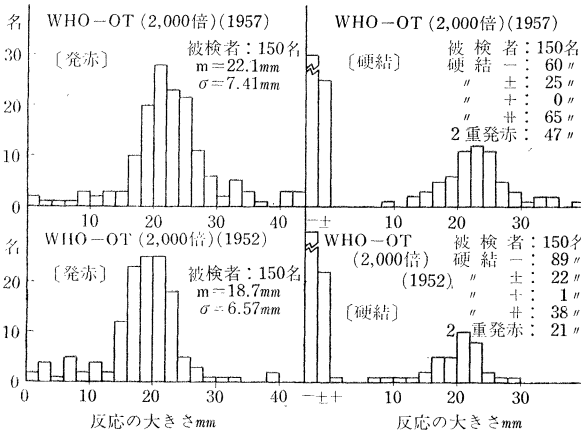 名
WHO-OT (2,000倍) (1957)
〔発赤〕
被検者：150名
m=22.1mm
σ=7.41mm
30
20
10
0
10 20 30 40
WHO-OT (2,000倍) (1957)
〔硬結〕
被検者：150名
硬結 －：60〃
〃 ±：25〃
〃 ＋：0〃
〃 ⧺：65〃
2重発赤：47〃
－±
10 20 30
名
WHO-OT (2,000倍) (1952)
〔発赤〕
被検者：150名
m=18.7mm
σ=6.57mm
20
10
0
0 10 20 30 40
反応の大きさmm
WHO-OT
(2,000倍)
(1952)
〔硬結〕
被検者：150名
硬結 －：89〃
〃 ±：22〃
〃 ＋：1〃
〃 ⧺：38〃
2重発赤：21〃
－±＋
10 20 30
反応の大きさmm